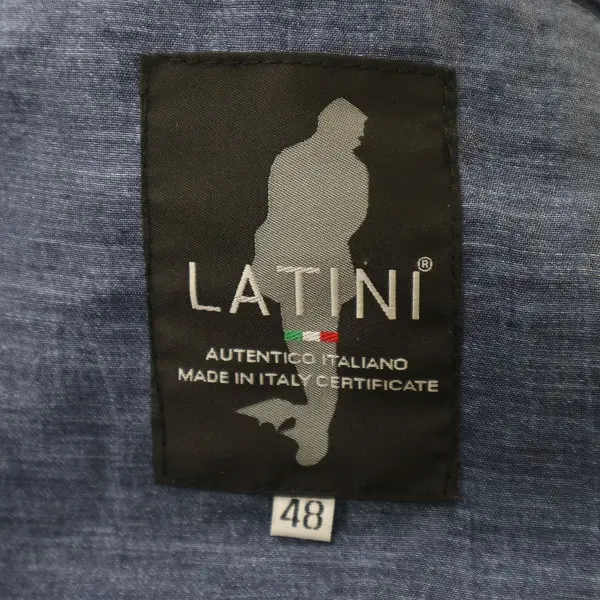 LATINI®
AUTENTICO ITALIANO
MADE IN ITALY CERTIFICATE
48